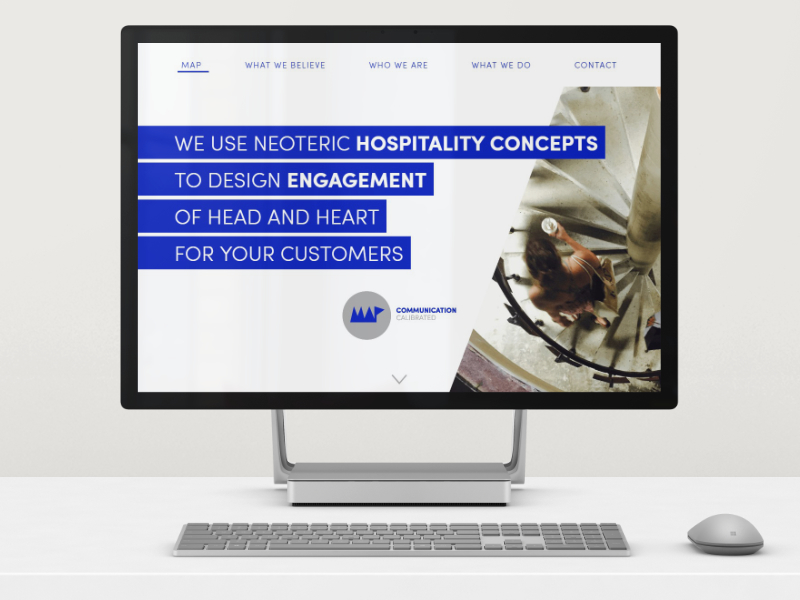 MAP
WHAT WE BELIEVE
WHO WE ARE
WHAT WE DO
CONTACT
WE USE NEOTERIC HOSPITALITY CONCEPTS
TO DESIGN ENGAGEMENT
OF HEAD AND HEART
FOR YOUR CUSTOMERS
MAP
COMMUNICATION
CALIBRATED